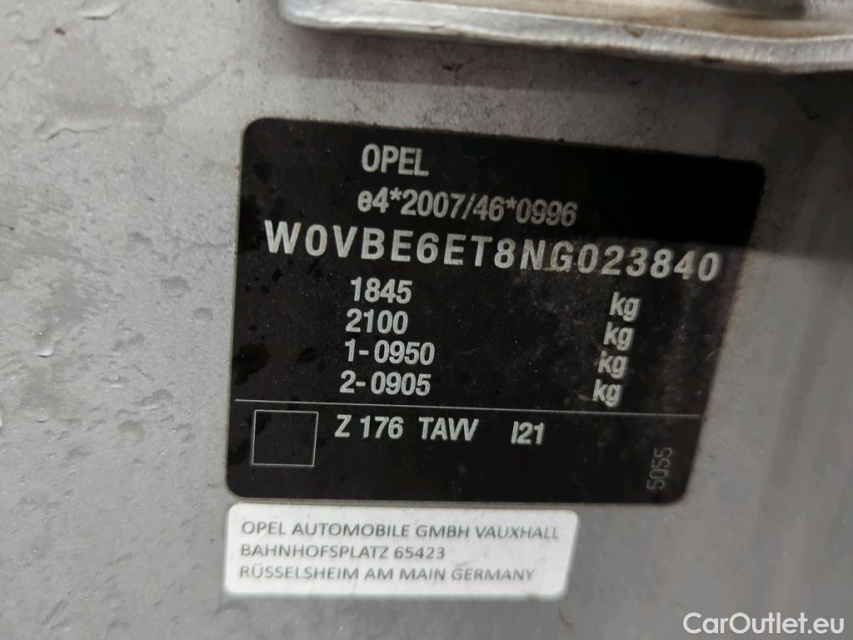 OPEL
e4*2007/46*0996
W0VBE6ET8NG023840
1845 kg
2100 kg
1-0950 kg
2-0905 kg
Z 176 TAVV I21
5055
OPEL AUTOMOBILE GMBH VAUXHALL
BAHNHOFSPLATZ 65423
RÜSSELSHEIM AM MAIN GERMANY
CarOutlet.eu